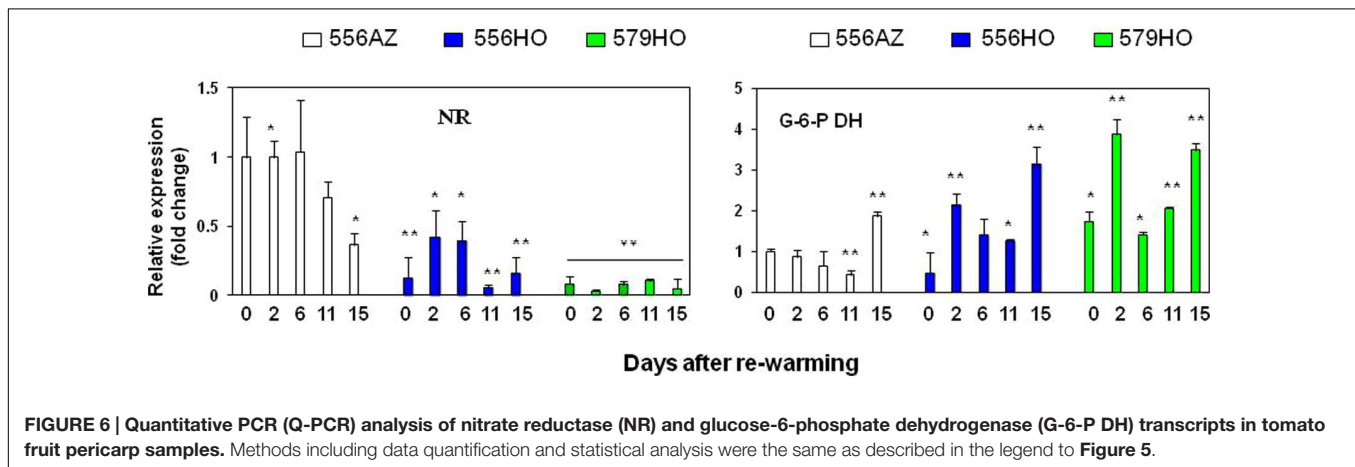 556AZ 556HO 579HO 556AZ 556HO 579HO
Relative expression
(fold change)
1.5
1
0.5
0
NR
*
*
** * * ** **
**
0 2 6 11 15 0 2 6 11 15 0 2 6 11 15
5
4
3
2
1
0
G-6-P DH
** **
* ** * **
* ** * ** **
0 2 6 11 15 0 2 6 11 15 0 2 6 11 15
Days after re-warming
FIGURE 6 | Quantitative PCR (Q-PCR) analysis of nitrate reductase (NR) and glucose-6-phosphate dehydrogenase (G-6-P DH) transcripts in tomato
fruit pericarp samples. Methods including data quantification and statistical analysis were the same as described in the legend to Figure 5.